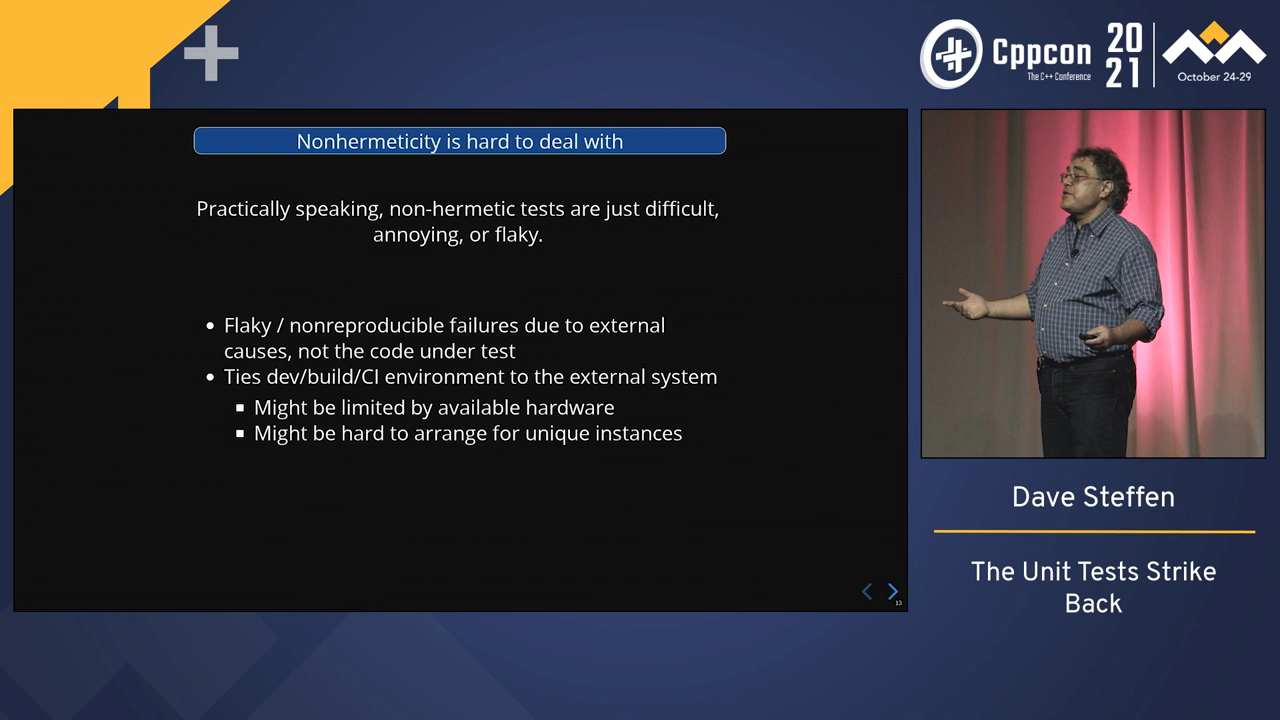 Cppcon
The C++ Conference
20
21
October 24-29
Nonhermeticity is hard to deal with
Practically speaking, non-hermetic tests are just difficult,
annoying, or flaky.
• Flaky / nonreproducible failures due to external
causes, not the code under test
• Ties dev/build/CI environment to the external system
▪ Might be limited by available hardware
▪ Might be hard to arrange for unique instances
13
Dave Steffen
The Unit Tests Strike
Back